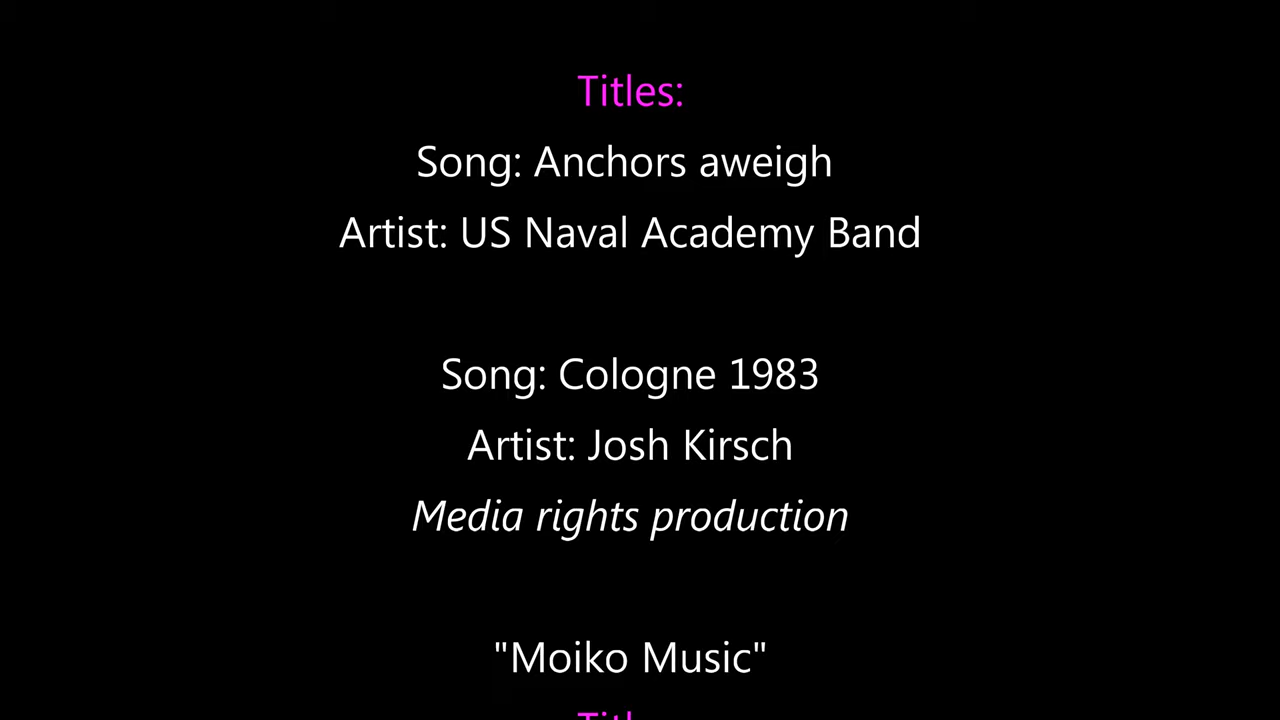 Titles:
Song: Anchors aweigh
Artist: US Naval Academy Band
Song: Cologne 1983
Artist: Josh Kirsch
Media rights production
"Moiko Music"